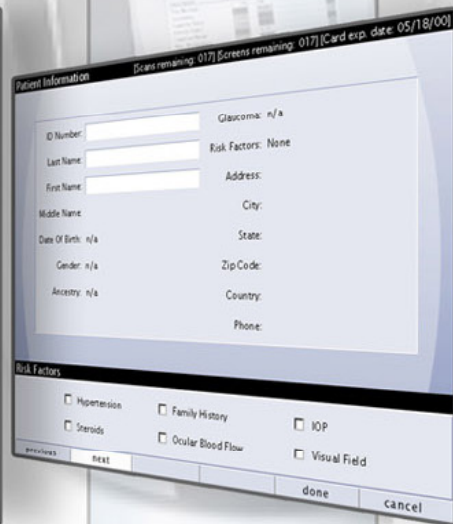 Patient Information [Scans remaining: 017] [Screens remaining: 017] [Card exp. date: 05/18/00]
ID Number:
Last Name:
First Name:
Middle Name
Date Of Birth: n/a
Gender: n/a
Ancestry: n/a
Glaucoma: n/a
Risk Factors: None
Address:
City:
State:
Zip Code:
Country:
Phone:
Risk Factors
Hypertension
Family History
IOP
Steroids
Ocular Blood Flow
Visual Field
previous next done cancel